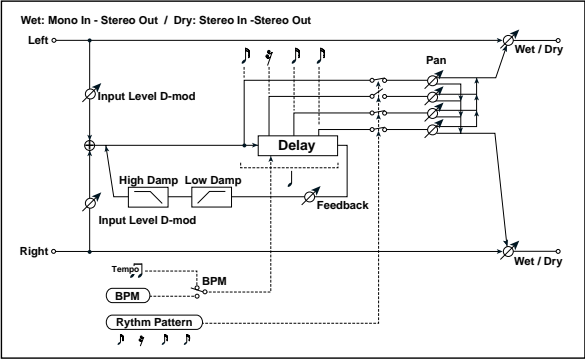 Wet: Mono In - Stereo Out / Dry: Stereo In -Stereo Out
Left
Wet / Dry
Pan
Input Level D-mod
Delay
High Damp Low Damp
Feedback
Input Level D-mod
Right
Wet / Dry
Tempo
BPM
BPM
Rythm Pattern